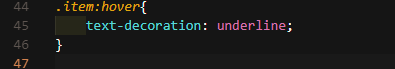 44 .item:hover{
45     text-decoration: underline;
46 }
47